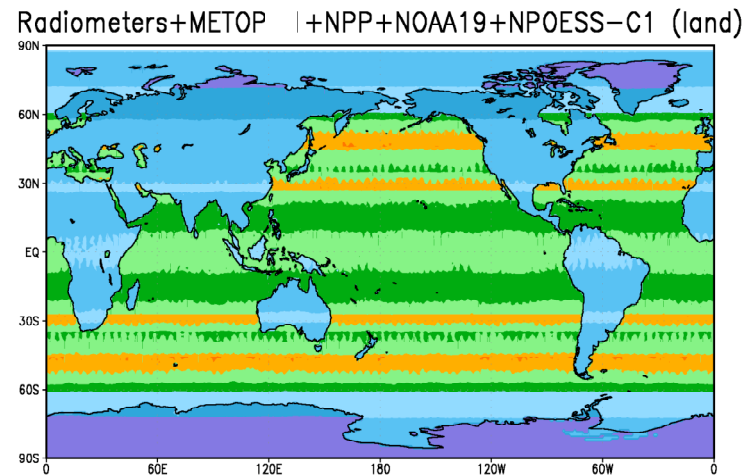 Radiometers+METOP |+NPP+NOAA19+NPOESS-C1 (land)
90N
60N
30N
EQ
30S
60S
90S
0 60E 120E 180 120W 60W 0